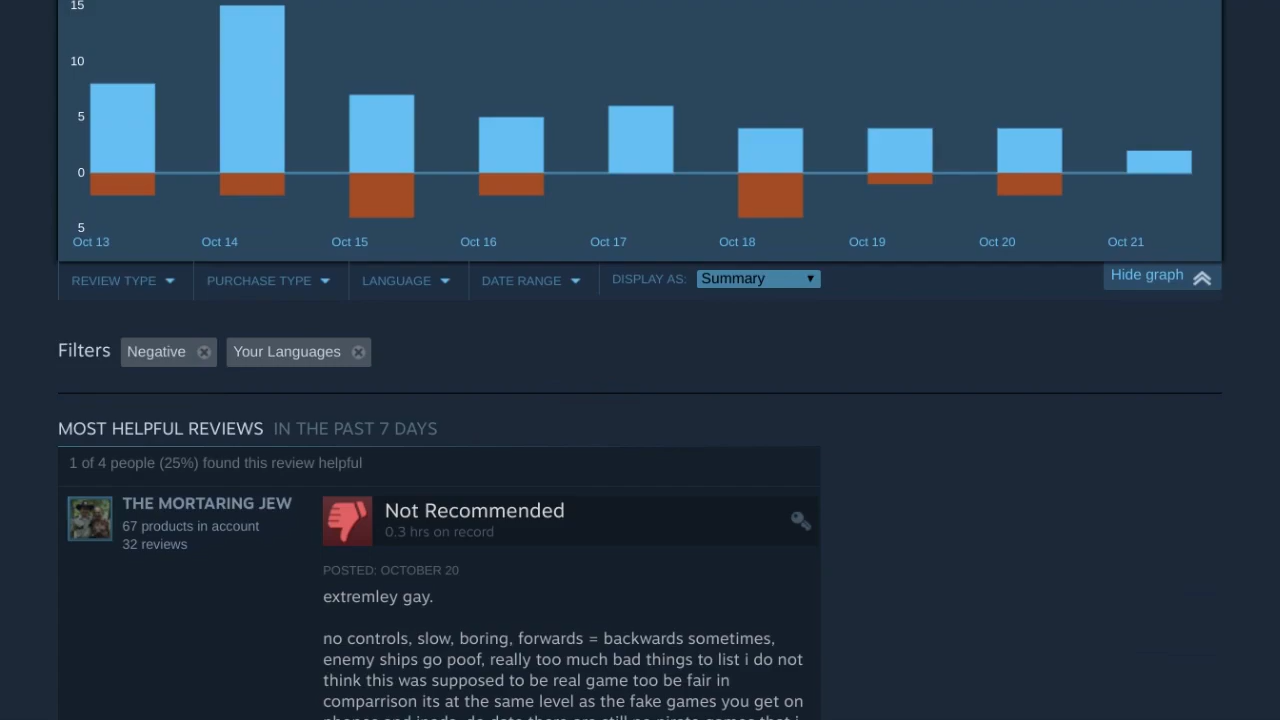 15
10
5
0
5
Oct 13 Oct 14 Oct 15 Oct 16 Oct 17 Oct 18 Oct 19 Oct 20 Oct 21
REVIEW TYPE PURCHASE TYPE LANGUAGE DATE RANGE DISPLAY AS: Summary Hide graph
Filters Negative Your Languages
MOST HELPFUL REVIEWS IN THE PAST 7 DAYS
1 of 4 people (25%) found this review helpful
THE MORTARING JEW
67 products in account
32 reviews
Not Recommended
0.3 hrs on record
POSTED: OCTOBER 20
extremley gay.
no controls, slow, boring, forwards = backwards sometimes,
enemy ships go poof, really too much bad things to list i do not
think this was supposed to be real game too be fair in
comparrison its at the same level as the fake games you get on